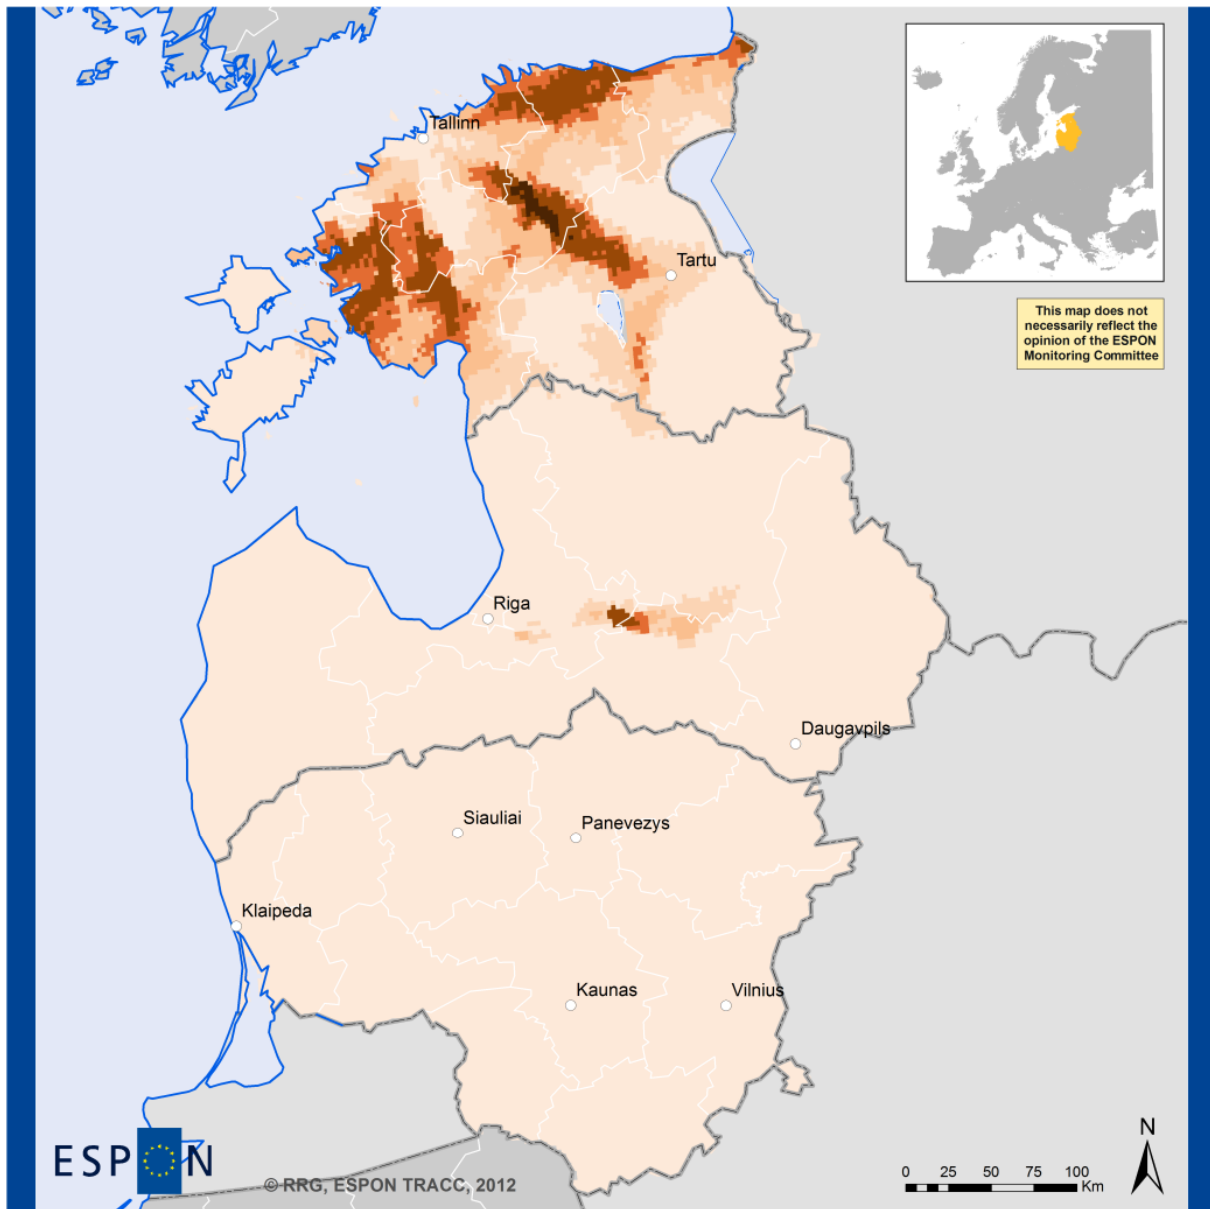 Tallinn
Tartu
This map does not
necessarily reflect the
opinion of the ESPON
Monitoring Committee
Riga
Daugavpils
Siauliai
Panevezys
Klaipeda
Kaunas
Vilnius
ESPON
© RRG, ESPON TRACC, 2012
N
0 25 50 75 100
Km